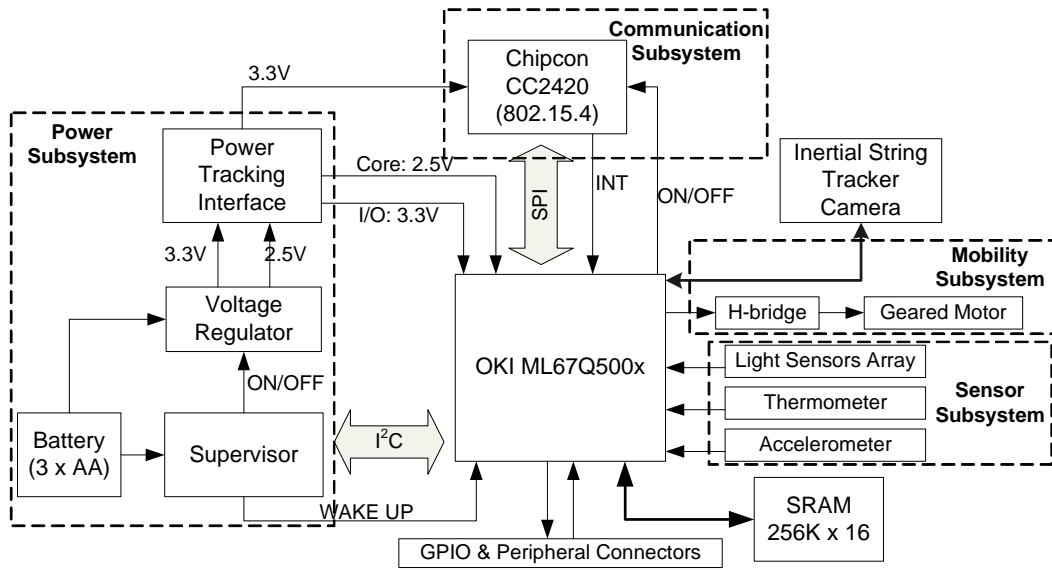 Communication
Subsystem
Chipcon
CC2420
(802.15.4)
3.3V
Power
Subsystem
Power
Tracking
Interface
Core: 2.5V
I/O: 3.3V
SPI
INT
ON/OFF
Inertial String
Tracker
Camera
3.3V
2.5V
Mobility
Subsystem
Voltage
Regulator
H-bridge
Geared Motor
OKI ML67Q500x
Light Sensors Array
ON/OFF
Sensor
Subsystem
Thermometer
Battery
(3 x AA)
Supervisor
I²C
Accelerometer
WAKE UP
SRAM
256K x 16
GPIO & Peripheral Connectors